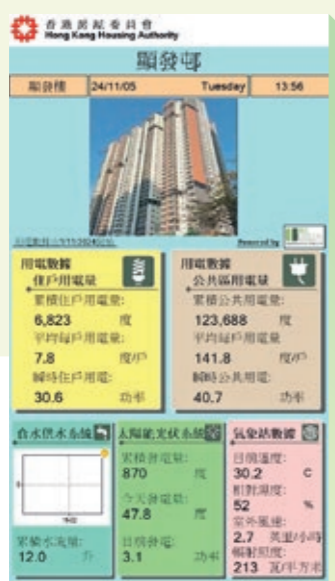 香港房屋委員會
Hong Kong Housing Authority
顯發邨
顯發樓 24/11/05 Tuesday 13:56
Powered by
用電數據
住戶用電量
累積住戶用電量:
6,823 度
平均每戶用電量:
7.8 度/戶
瞬時住戶用電:
30.6 功率
用電數據
公共區用電量
累積公共用電量:
123,688 度
平均每戶用電量:
141.8 度/戶
瞬時公共用電:
40.7 功率
食水供水系統
累積水流量:
12.0 升
太陽能光伏系統
累積發電量:
870 度
今天發電量:
47.8 度
目前發電:
3.1 功率
氣象站數據
目前溫度:
30.2 C
相對濕度:
52 %
室外風速:
2.7 英里/小時
輻射照度:
213 瓦/平方米